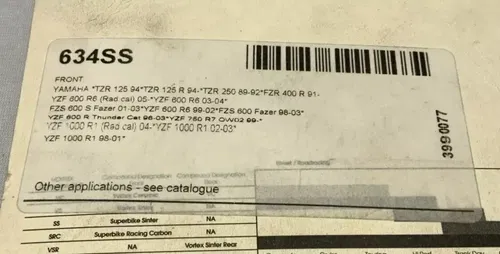 634SS
FRONT
YAMAHA *TZR 125 94*TZR 125 R 94-*TZR 250 89-92*FZR 400 R 91-
YZF 600 R6 (Rad cal) 05-*YZF 600 R6 03-04*
FZS 600 S Fazer 01-03*YZF 600 R6 99-02*FZS 600 Fazer 98-03*
YZF 600 R Thunder Cat 96-03*YZF 750 R7 OW02 99-*
YZF 1000 R1 (Rad cal) 04-*YZF 1000 R1 02-03*
YZF 1000 R1 98-01*
3990077
Street / Roadracing
Other applications - see catalogue
SS Superbike Sinter NA
SRC Superbike Racing Carbon NA
VSR NA Vortex Sinter Rear